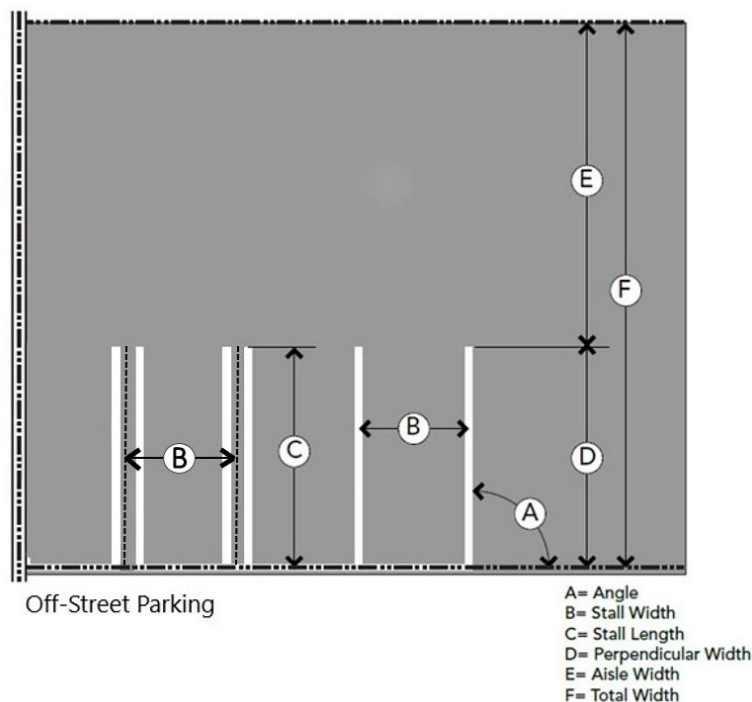 E
F
B
B
C
D
A
Off-Street Parking
A= Angle
B= Stall Width
C= Stall Length
D= Perpendicular Width
E= Aisle Width
F= Total Width